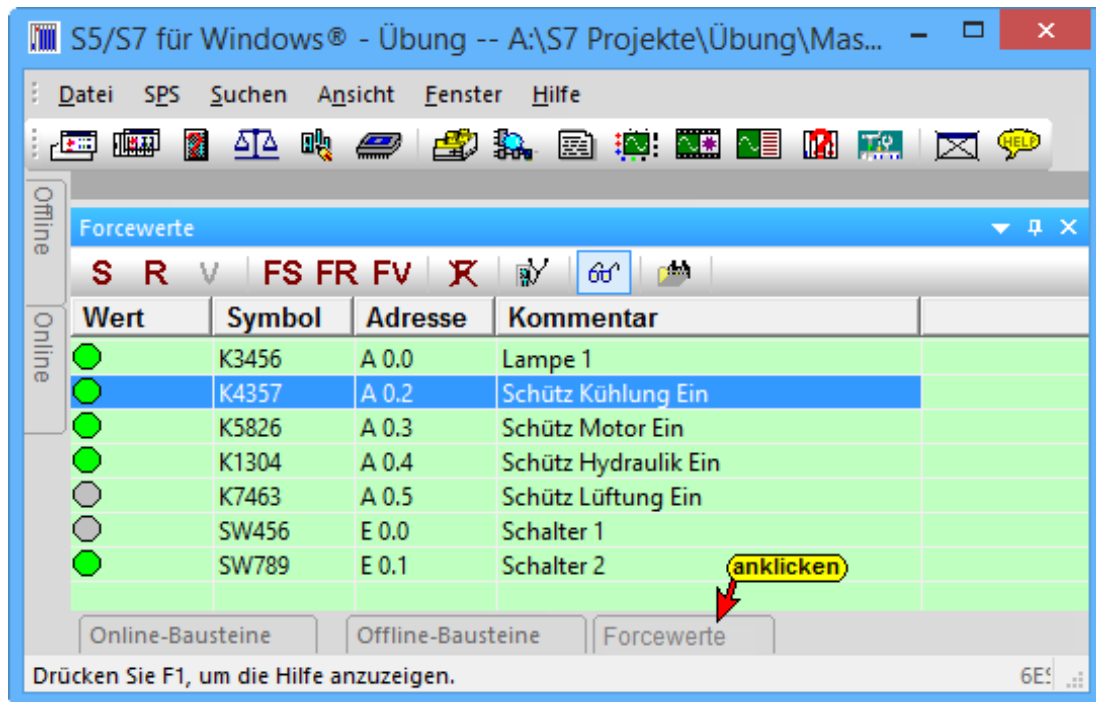 S5/S7 für Windows® - Übung -- A:\S7 Projekte\Übung\Mas...
Datei SPS Suchen Ansicht Fenster Hilfe
HELP
Offline
Online
Forcewerte
S R V FS FR FV R
Wert Symbol Adresse Kommentar
K3456 A 0.0 Lampe 1
K4357 A 0.2 Schütz Kühlung Ein
K5826 A 0.3 Schütz Motor Ein
K1304 A 0.4 Schütz Hydraulik Ein
K7463 A 0.5 Schütz Lüftung Ein
SW456 E 0.0 Schalter 1
SW789 E 0.1 Schalter 2
anklicken
Online-Bausteine Offline-Bausteine Forcewerte
Drücken Sie F1, um die Hilfe anzuzeigen.